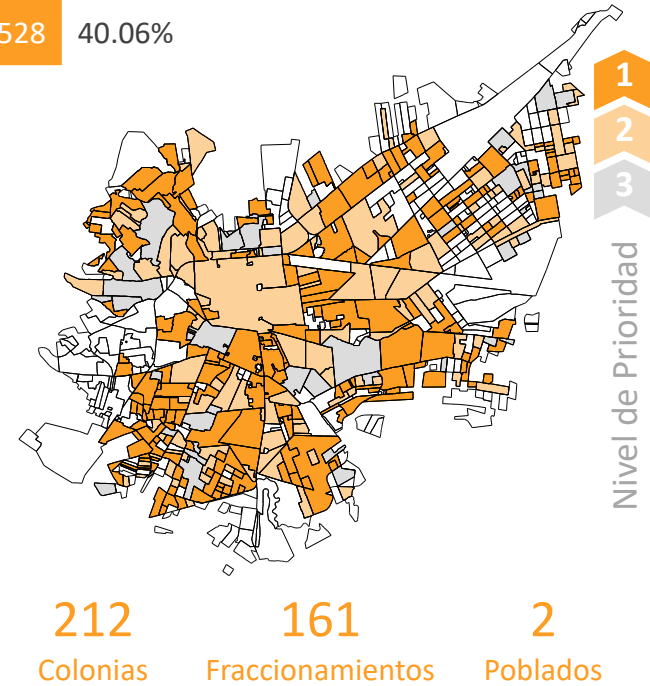 528 40.06%
1
2
3
Nivel de Prioridad
212 161 2
Colonias Fraccionamientos Poblados